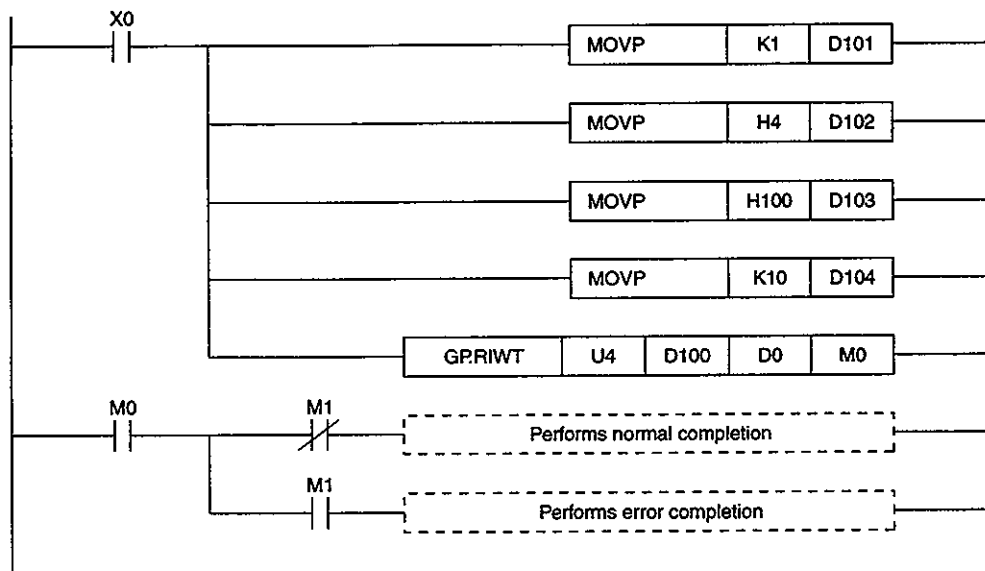 X0
MOVP K1 D101
MOVP H4 D102
MOVP H100 D103
MOVP K10 D104
GP.RIWT U4 D100 D0 M0
M0 M1
Performs normal completion
M1
Performs error completion